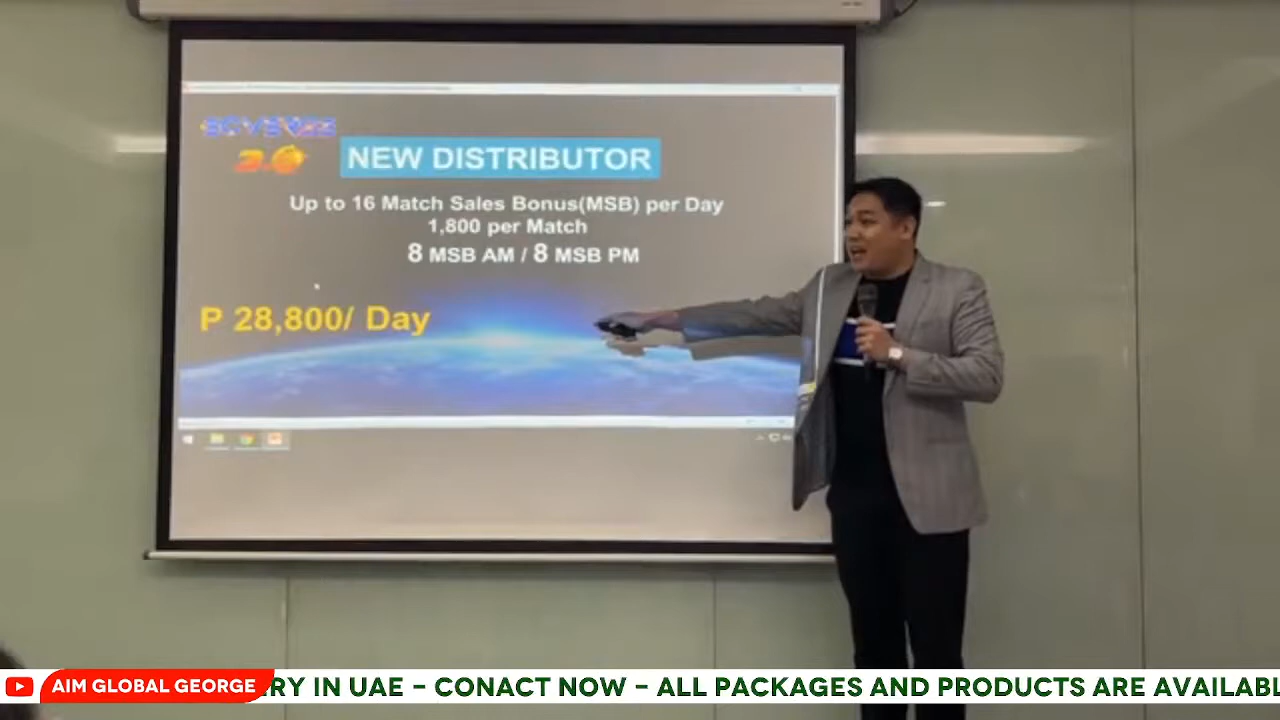 2.0
NEW DISTRIBUTOR
Up to 16 Match Sales Bonus(MSB) per Day
1,800 per Match
8 MSB AM / 8 MSB PM
P 28,800/ Day
AIM GLOBAL GEORGE
RY IN UAE - CONACT NOW - ALL PACKAGES AND PRODUCTS ARE AVAILABL